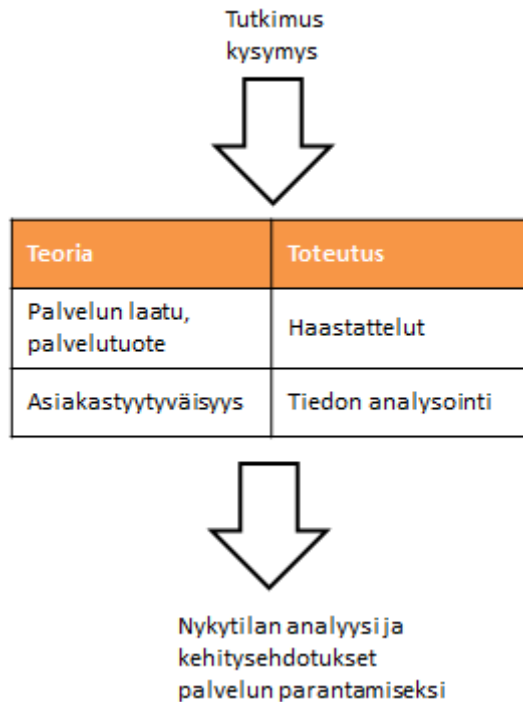 Tutkimus
kysymys
Teoria
Toteutus
Palvelun laatu,
palvelutuote
Haastattelut
Asiakastyytyväisyys
Tiedon analysointi
Nykytilan analyysi ja
kehitysehdotukset
palvelun parantamiseksi